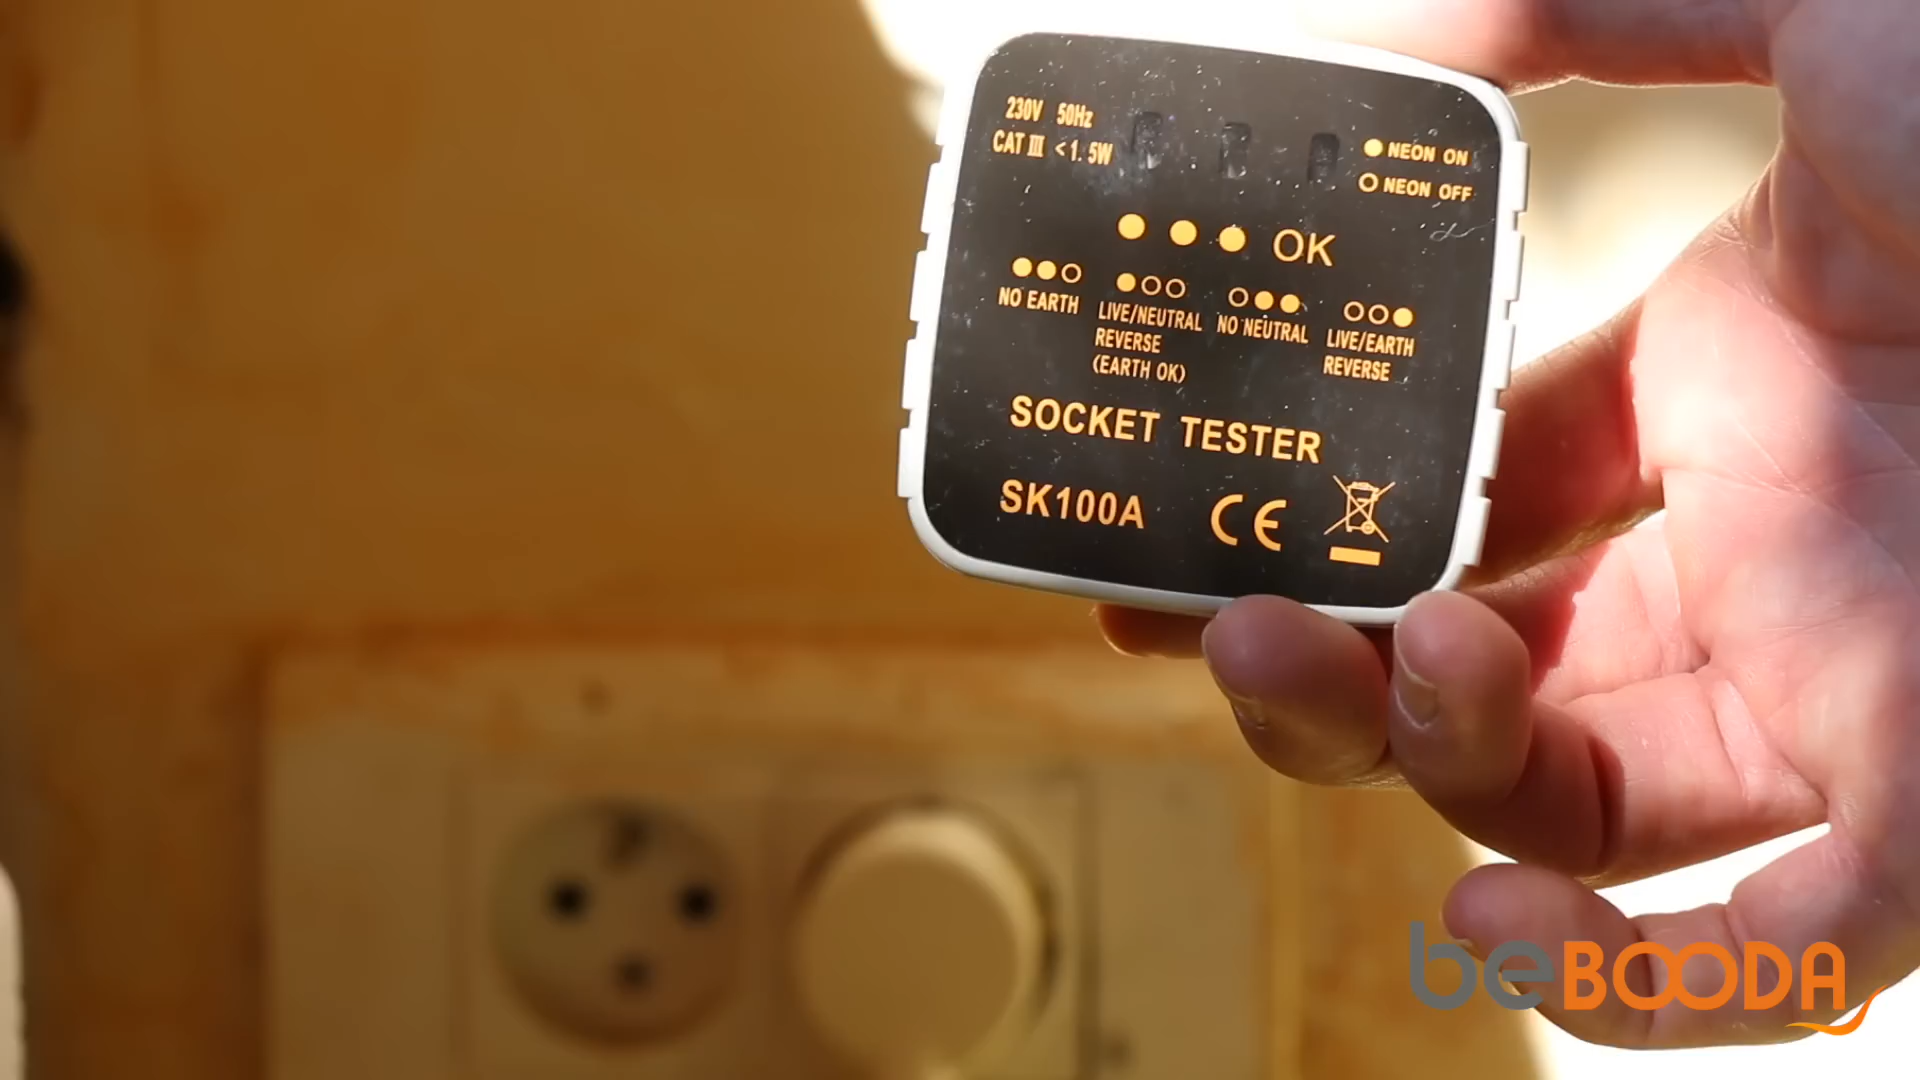 230V 50Hz
CAT III <1.5W
NEON ON
NEON OFF
OK
NO EARTH
LIVE/NEUTRAL
REVERSE
(EARTH OK)
NO NEUTRAL
LIVE/EARTH
REVERSE
SOCKET TESTER
SK100A
CE
beBOODA